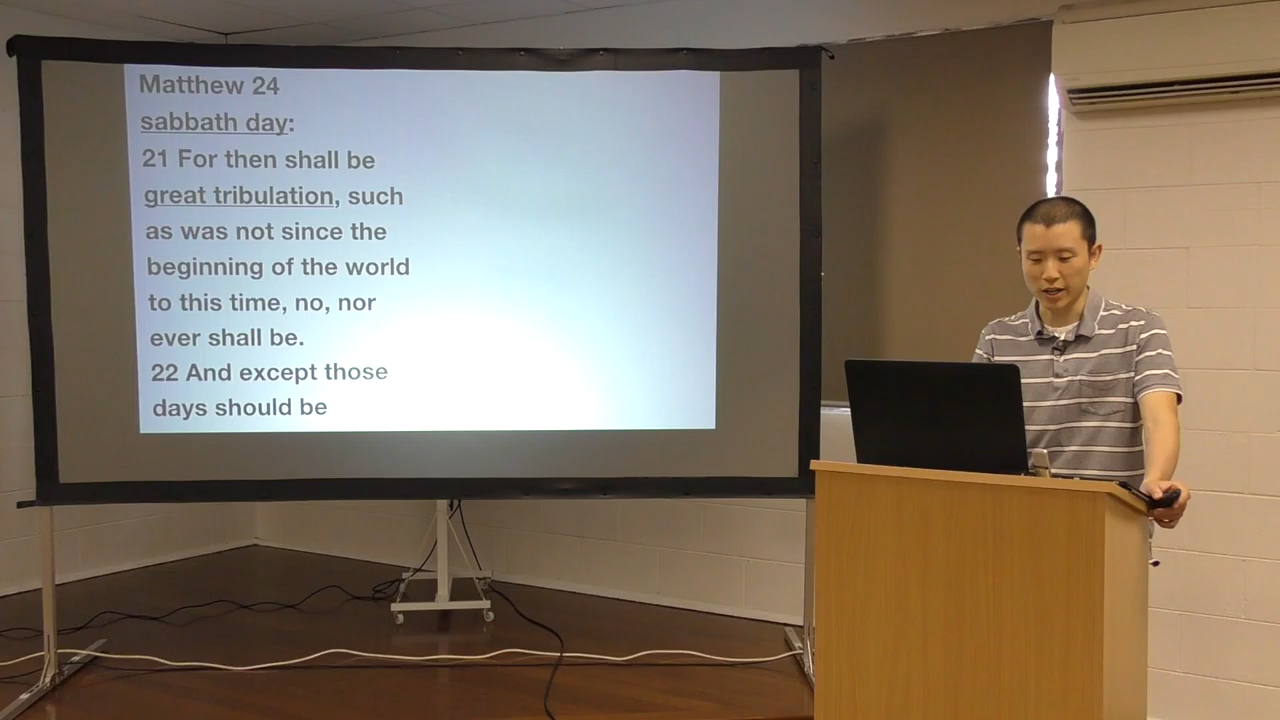 Matthew 24
sabbath day:
21 For then shall be
great tribulation, such
as was not since the
beginning of the world
to this time, no, nor
ever shall be.
22 And except those
days should be